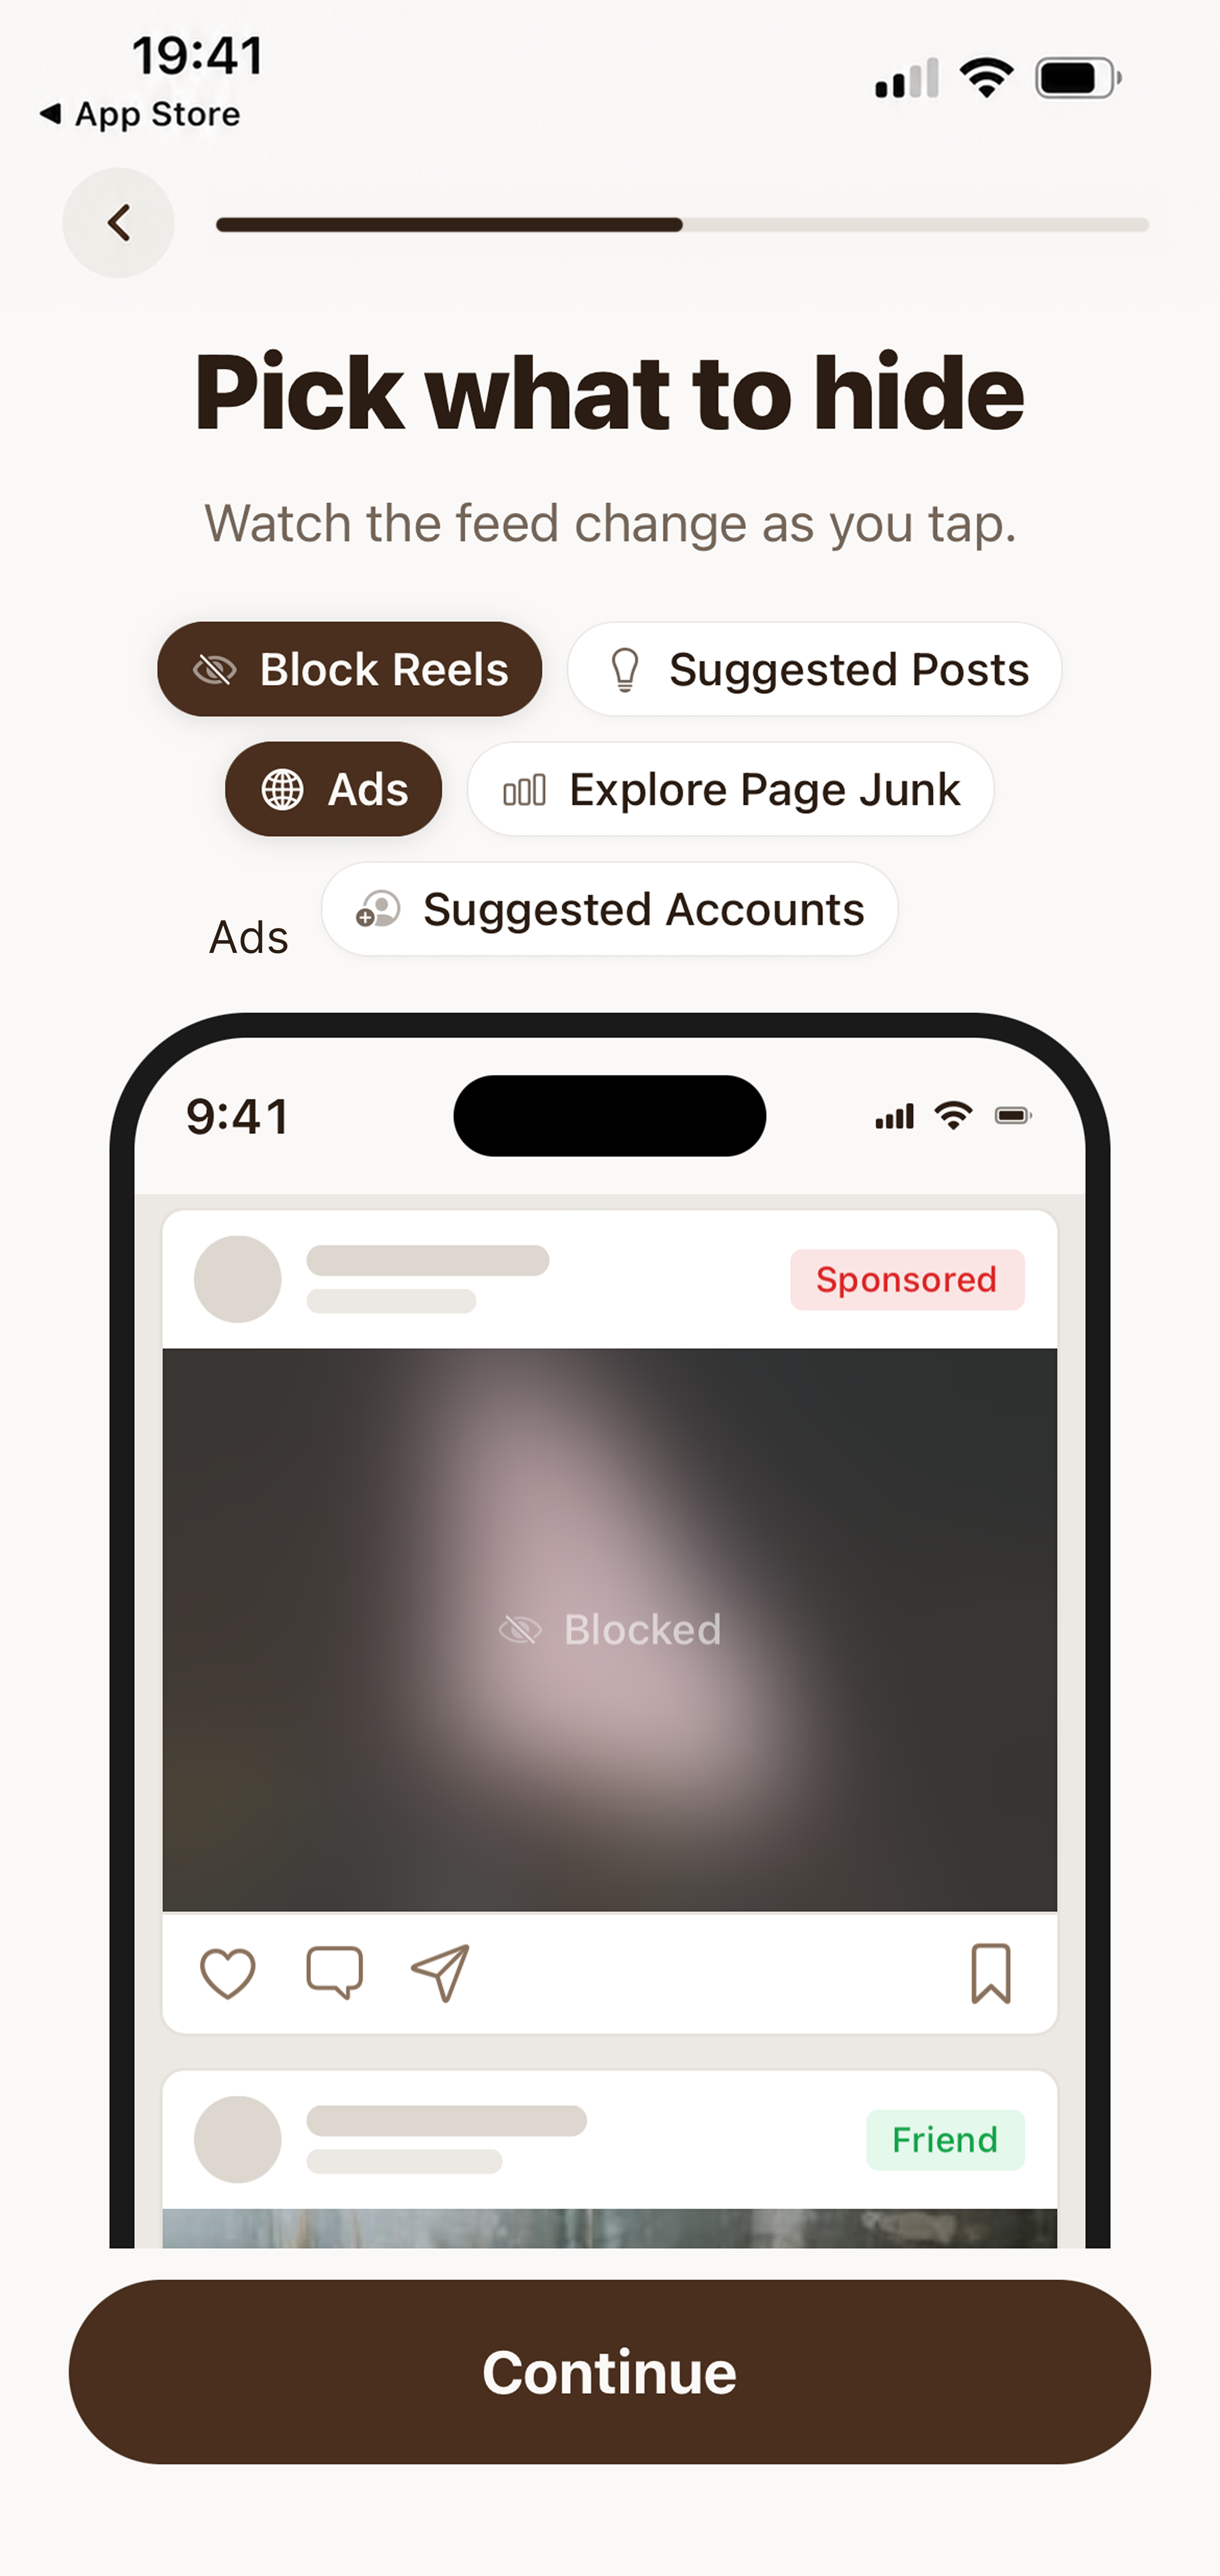 19:41
App Store
Pick what to hide
Watch the feed change as you tap.
Block Reels
Suggested Posts
Ads
Explore Page Junk
Ads
Suggested Accounts
9:41
Sponsored
Blocked
Friend
Continue